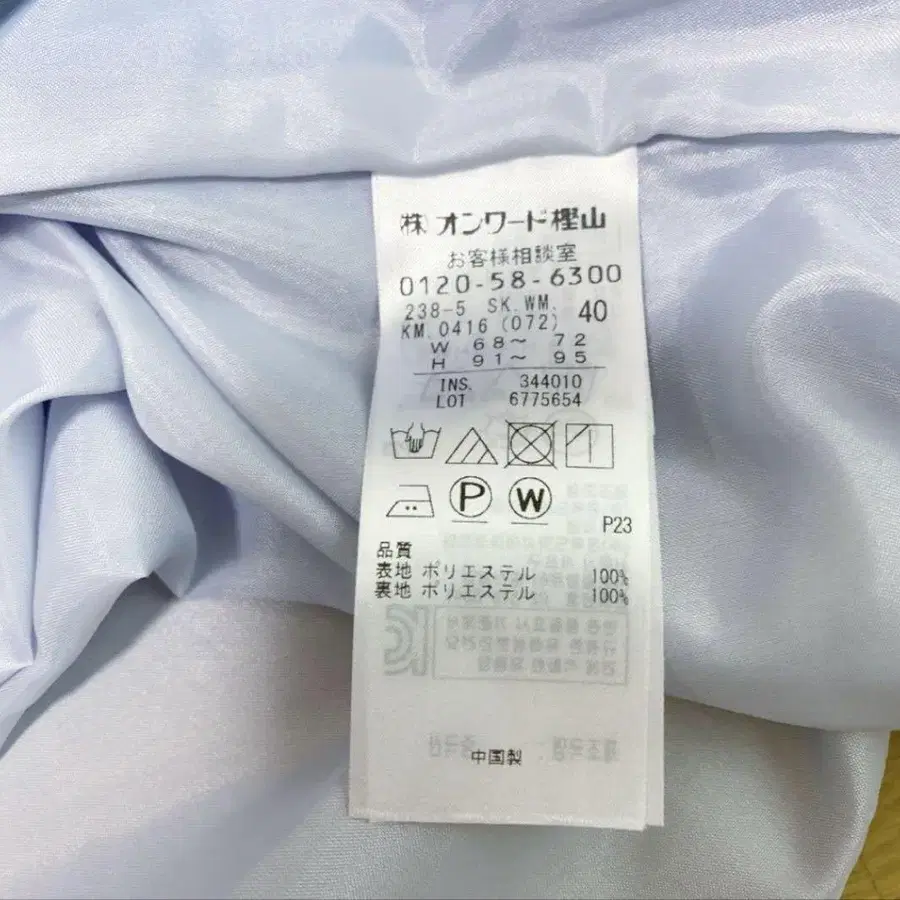 ㈱オンワード樫山
お客様相談室
0120-58-6300
238-5 SK.WM. 40
KM.0416 (072)
W 68～ 72
H 91～ 95
INS. 344010
LOT 6775654
P W
P23
品質
表地 ポリエステル 100%
裏地 ポリエステル 100%
中国製